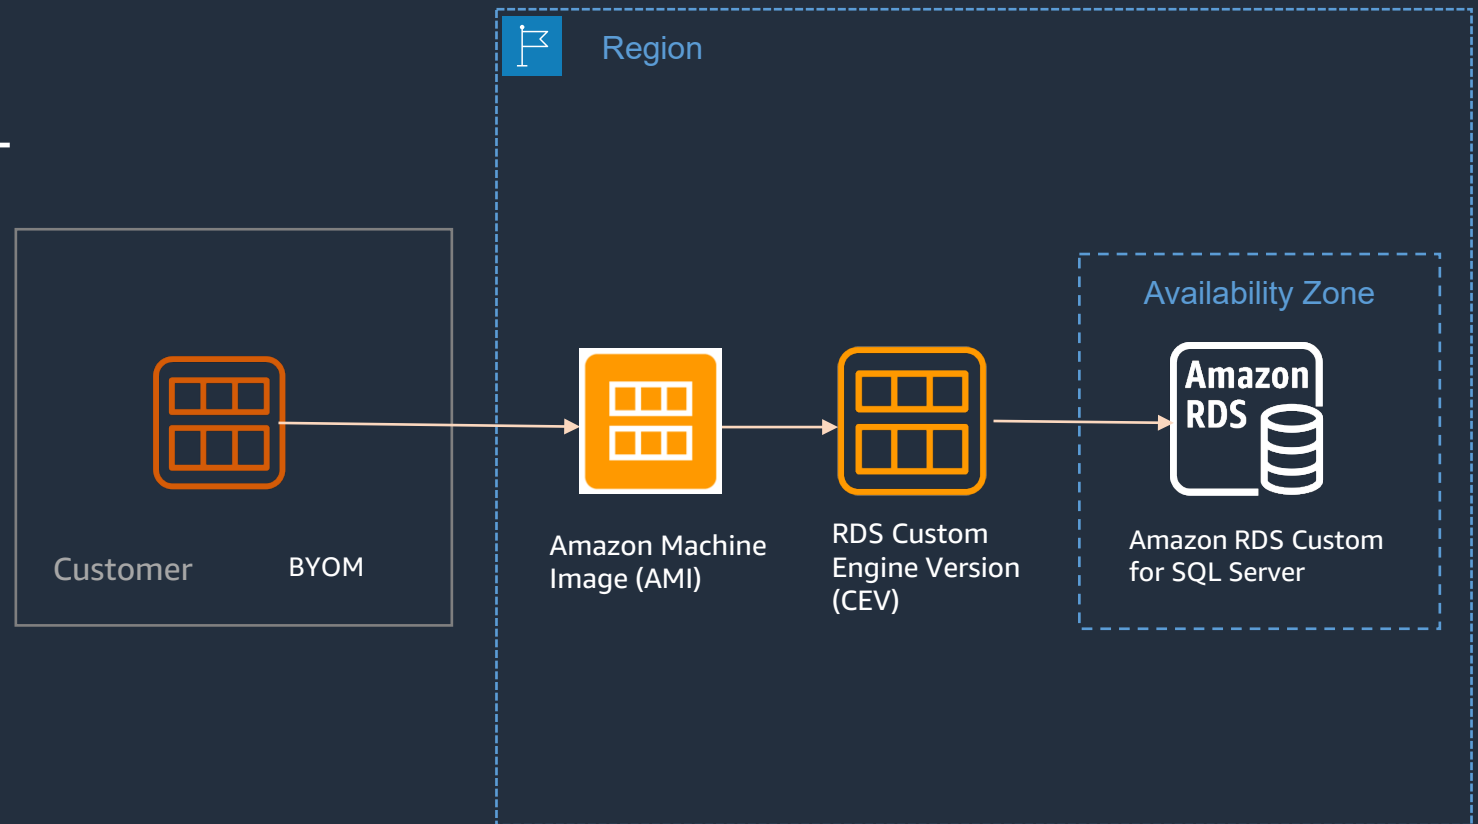 Region
Availability Zone
Amazon
RDS
Customer
BYOM
Amazon Machine
Image (AMI)
RDS Custom
Engine Version
(CEV)
Amazon RDS Custom
for SQL Server